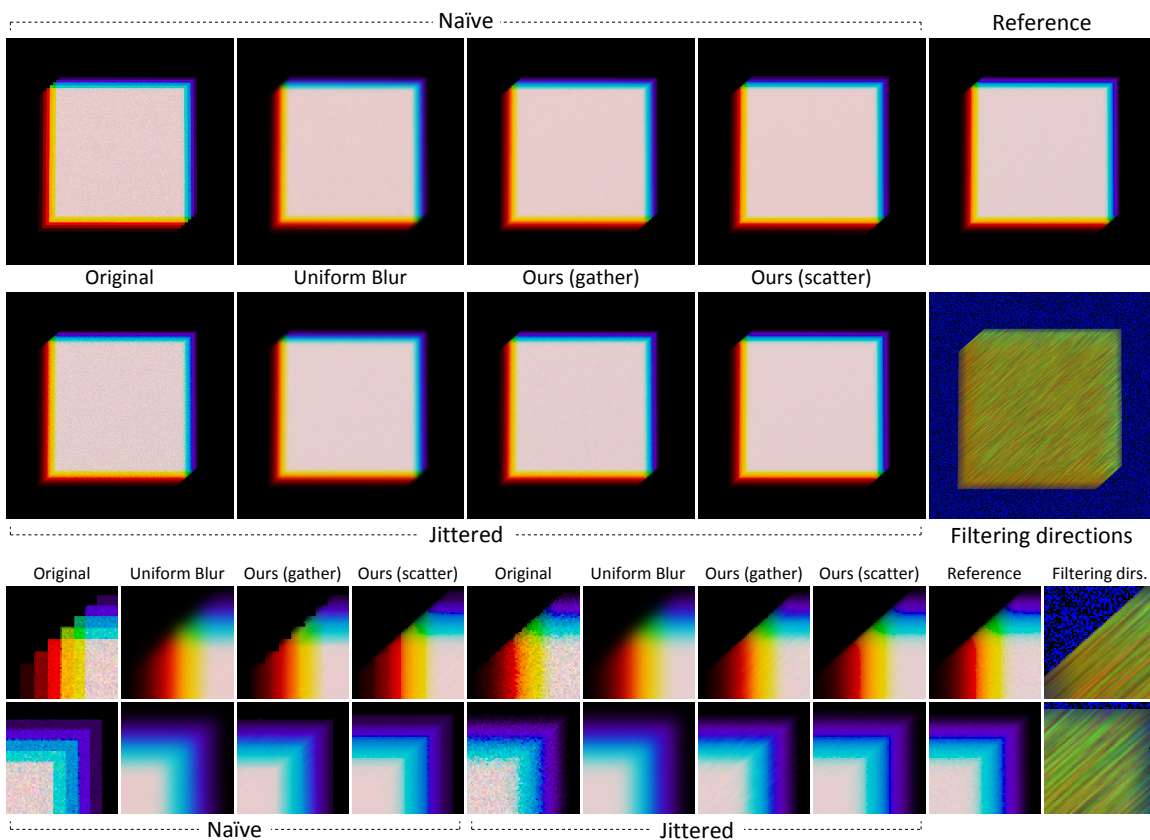 Naïve Reference
Original Uniform Blur Ours (gather) Ours (scatter)
Jittered Filtering directions
Original Uniform Blur Ours (gather) Ours (scatter) Original Uniform Blur Ours (gather) Ours (scatter) Reference Filtering dirs.
Naïve Jittered